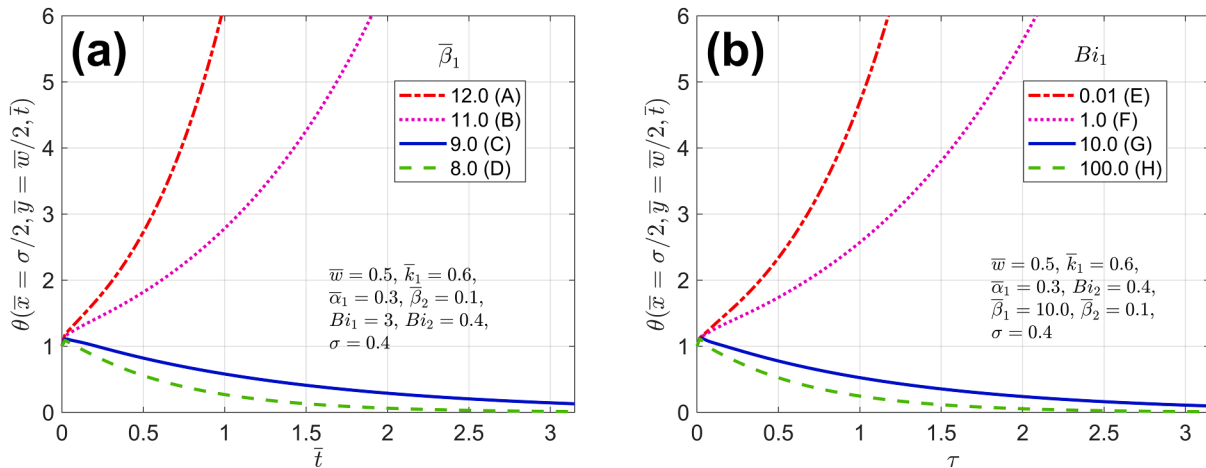 (a)
θ(x̅ = σ/2, y̅ = w̅/2, t̅)
6
5
4
3
2
1
0
β̅₁
12.0 (A)
11.0 (B)
9.0 (C)
8.0 (D)
w̅ = 0.5, k̅₁ = 0.6,
α̅₁ = 0.3, β̅₂ = 0.1,
Bi₁ = 3, Bi₂ = 0.4,
σ = 0.4
0 0.5 1 1.5 2 2.5 3
t̅
(b)
θ(x̅ = σ/2, y̅ = w̅/2, t̅)
6
5
4
3
2
1
0
Bi₁
0.01 (E)
1.0 (F)
10.0 (G)
100.0 (H)
w̅ = 0.5, k̅₁ = 0.6,
α̅₁ = 0.3, Bi₂ = 0.4,
β̅₁ = 10.0, β̅₂ = 0.1,
σ = 0.4
0 0.5 1 1.5 2 2.5 3
τ